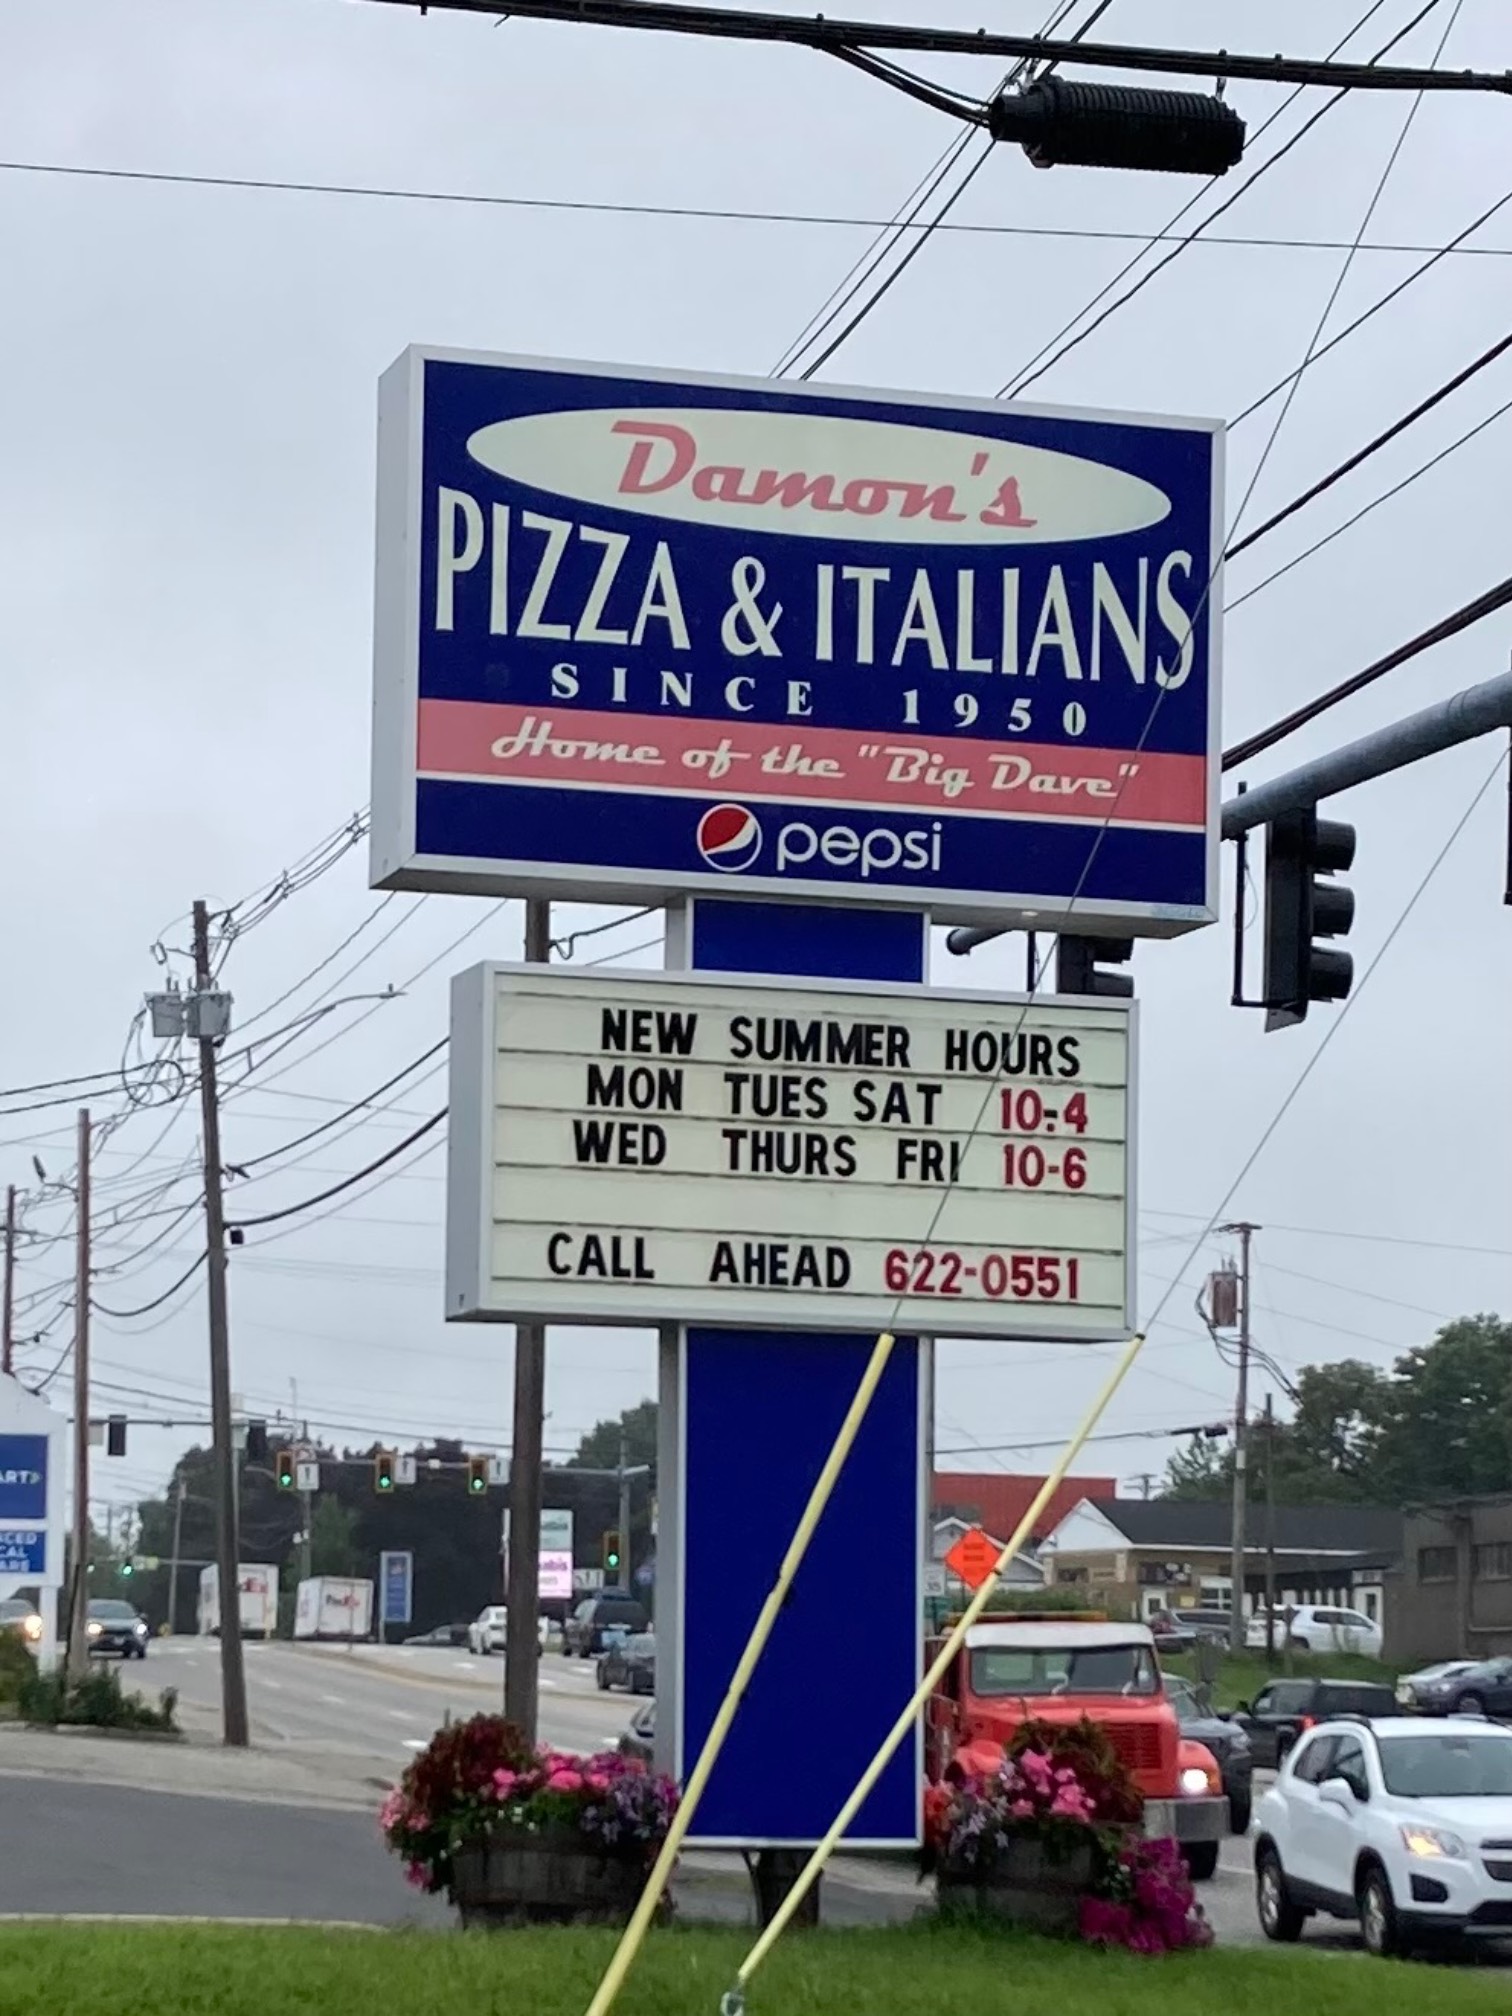 Damon's
PIZZA & ITALIANS
SINCE 1950
Home of the "Big Dave"
pepsi
NEW SUMMER HOURS
MON TUES SAT 10-4
WED THURS FRI 10-6
CALL AHEAD 622-0551
FedEx